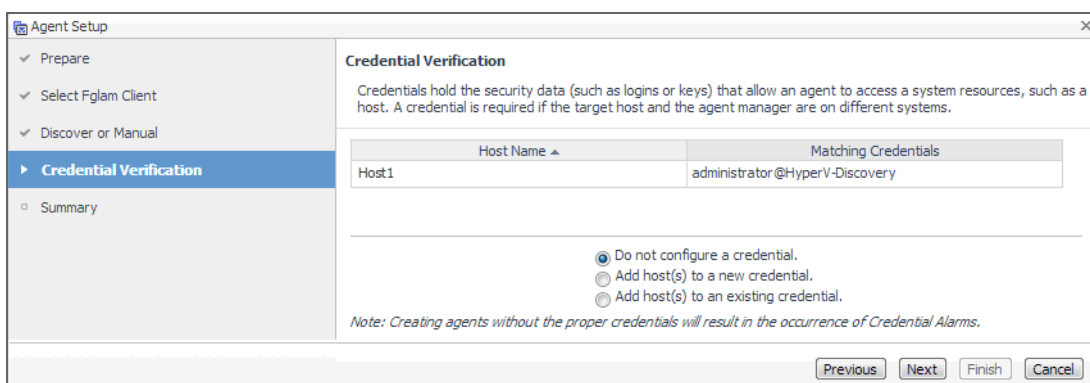 Agent Setup
Prepare
Select Fglam Client
Discover or Manual
Credential Verification
Summary
Credential Verification
Credentials hold the security data (such as logins or keys) that allow an agent to access a system resources, such as a
host. A credential is required if the target host and the agent manager are on different systems.
Host Name Matching Credentials
Host1 administrator@HyperV-Discovery
Do not configure a credential.
Add host(s) to a new credential.
Add host(s) to an existing credential.
Note: Creating agents without the proper credentials will result in the occurrence of Credential Alarms.
Previous Next Finish Cancel